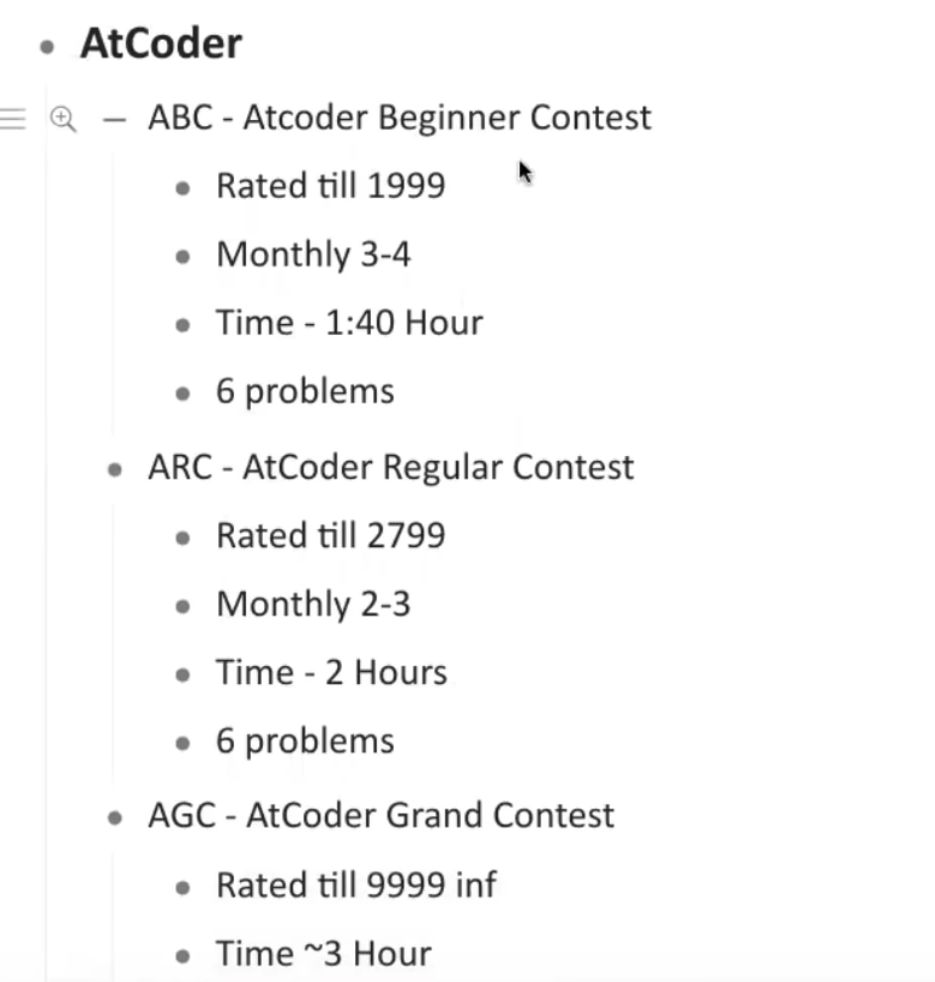 AtCoder
ABC - Atcoder Beginner Contest
Rated till 1999
Monthly 3-4
Time - 1:40 Hour
6 problems
ARC - AtCoder Regular Contest
Rated till 2799
Monthly 2-3
Time - 2 Hours
6 problems
AGC - AtCoder Grand Contest
Rated till 9999 inf
Time ~3 Hour